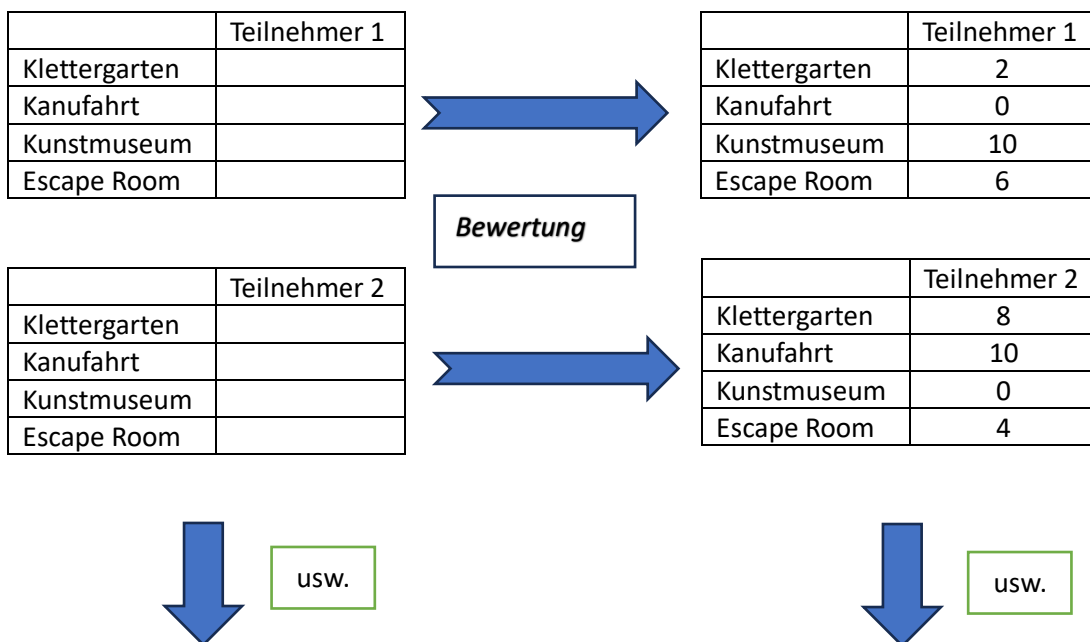 Teilnehmer 1
Klettergarten
Kanufahrt
Kunstmuseum
Escape Room
Teilnehmer 1
Klettergarten 2
Kanufahrt 0
Kunstmuseum 10
Escape Room 6
Bewertung
Teilnehmer 2
Klettergarten
Kanufahrt
Kunstmuseum
Escape Room
Teilnehmer 2
Klettergarten 8
Kanufahrt 10
Kunstmuseum 0
Escape Room 4
usw.
usw.